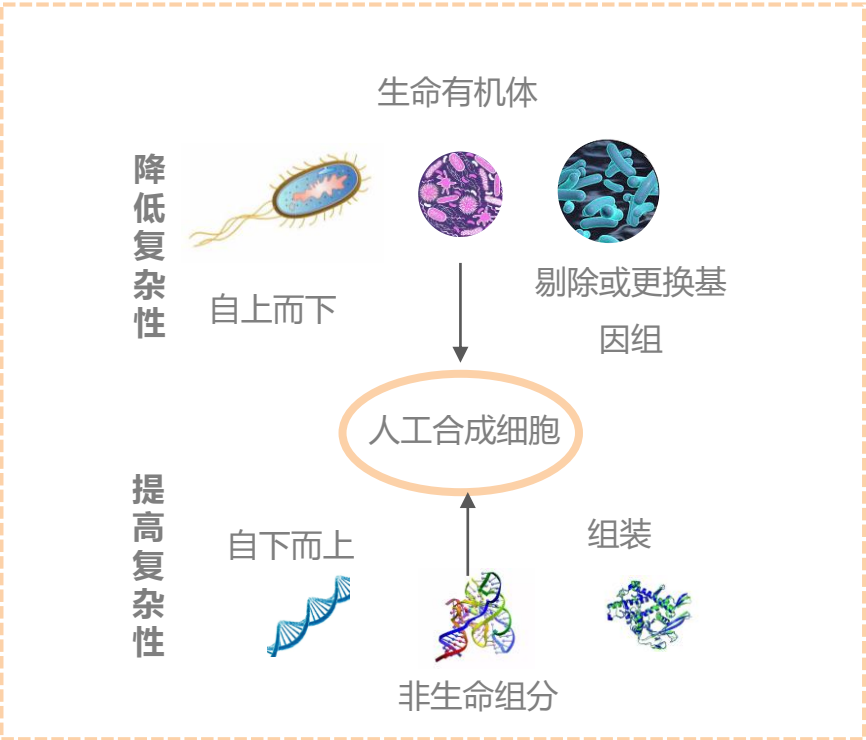 生命有机体
降低复杂性
自上而下
剔除或更换基
因组
人工合成细胞
提高复杂性
自下而上
组装
非生命组分